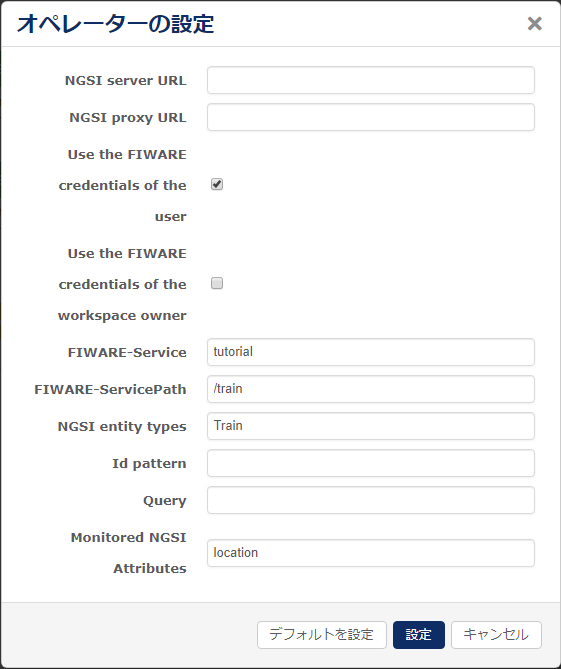 オペレーターの設定
NGSI server URL
NGSI proxy URL
Use the FIWARE
credentials of the
user
Use the FIWARE
credentials of the
workspace owner
FIWARE-Service tutorial
FIWARE-ServicePath /train
NGSI entity types Train
Id pattern
Query
Monitored NGSI
Attributes
location
デフォルトを設定 設定 キャンセル